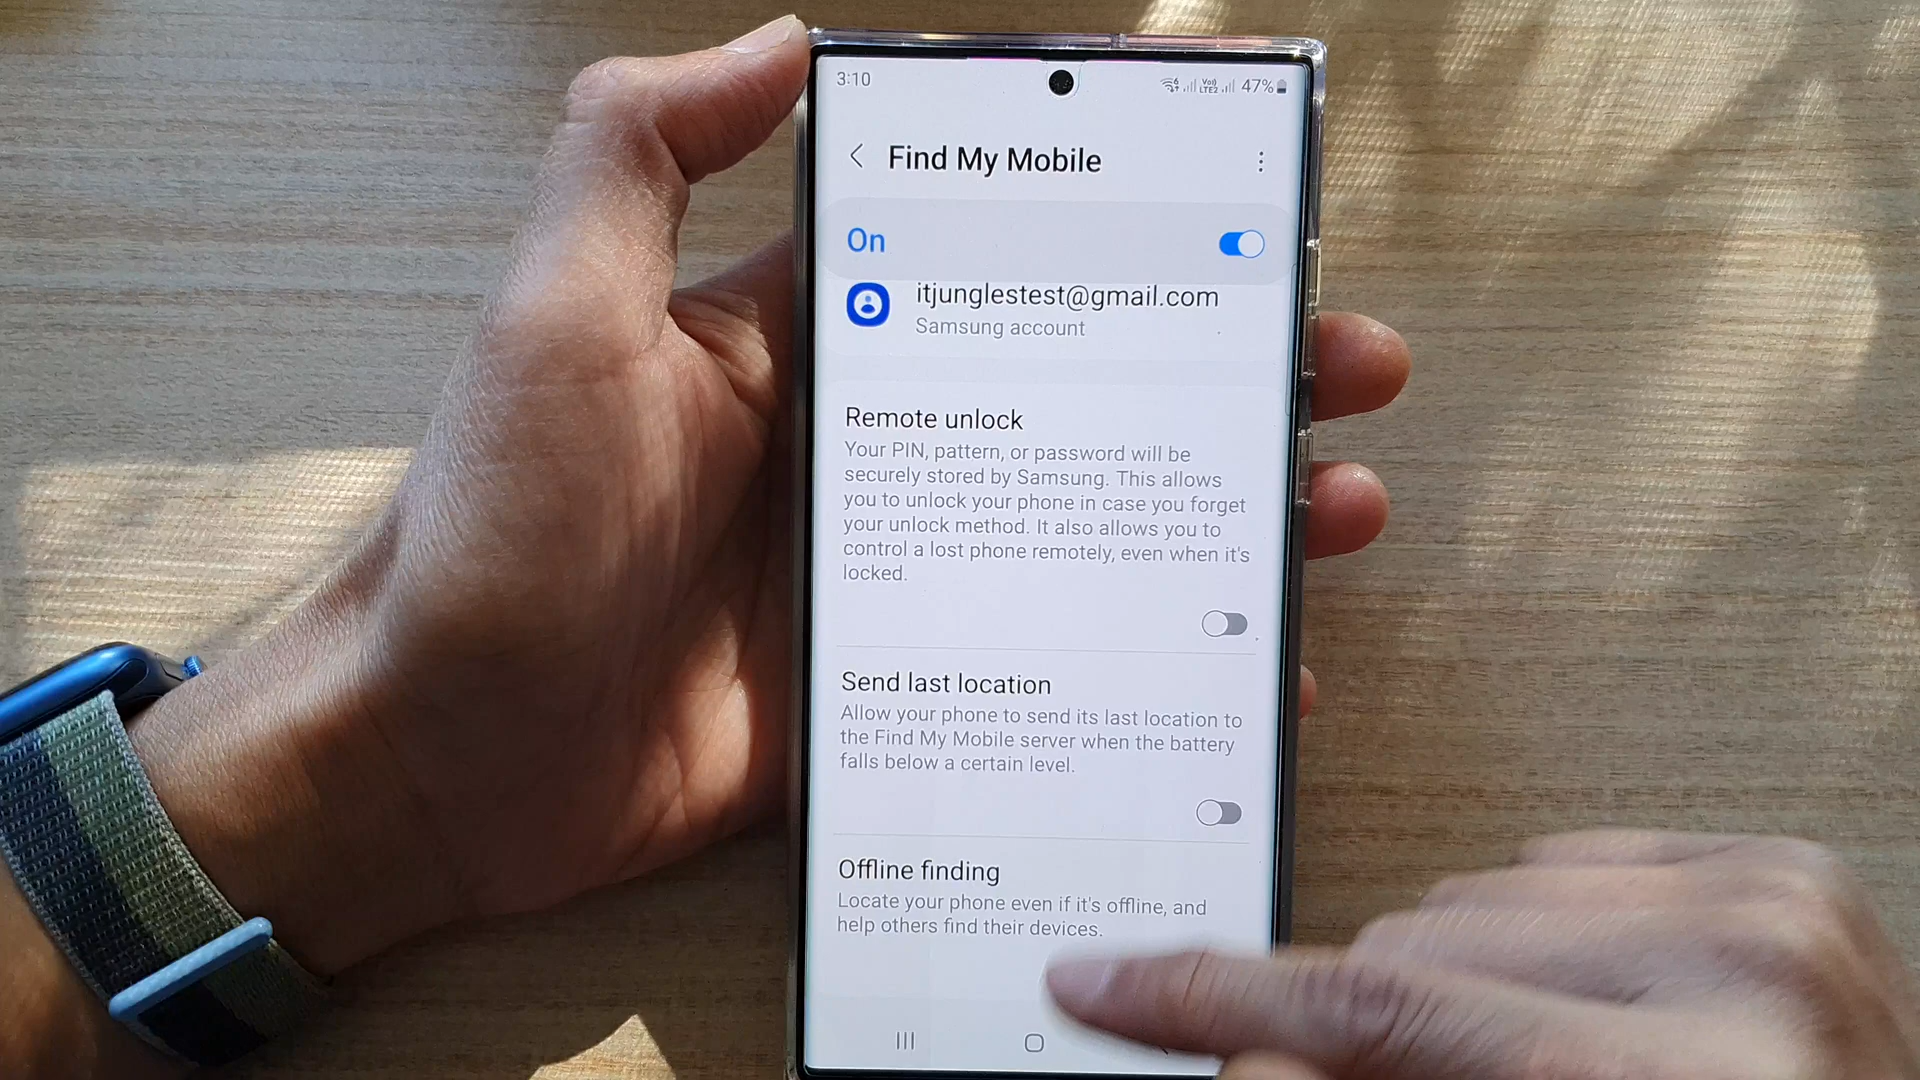 3:10
47%
Find My Mobile
On
itjunglestest@gmail.com
Samsung account
Remote unlock
Your PIN, pattern, or password will be
securely stored by Samsung. This allows
you to unlock your phone in case you forget
your unlock method. It also allows you to
control a lost phone remotely, even when it's
locked.
Send last location
Allow your phone to send its last location to
the Find My Mobile server when the battery
falls below a certain level.
Offline finding
Locate your phone even if it's offline, and
help others find their devices.